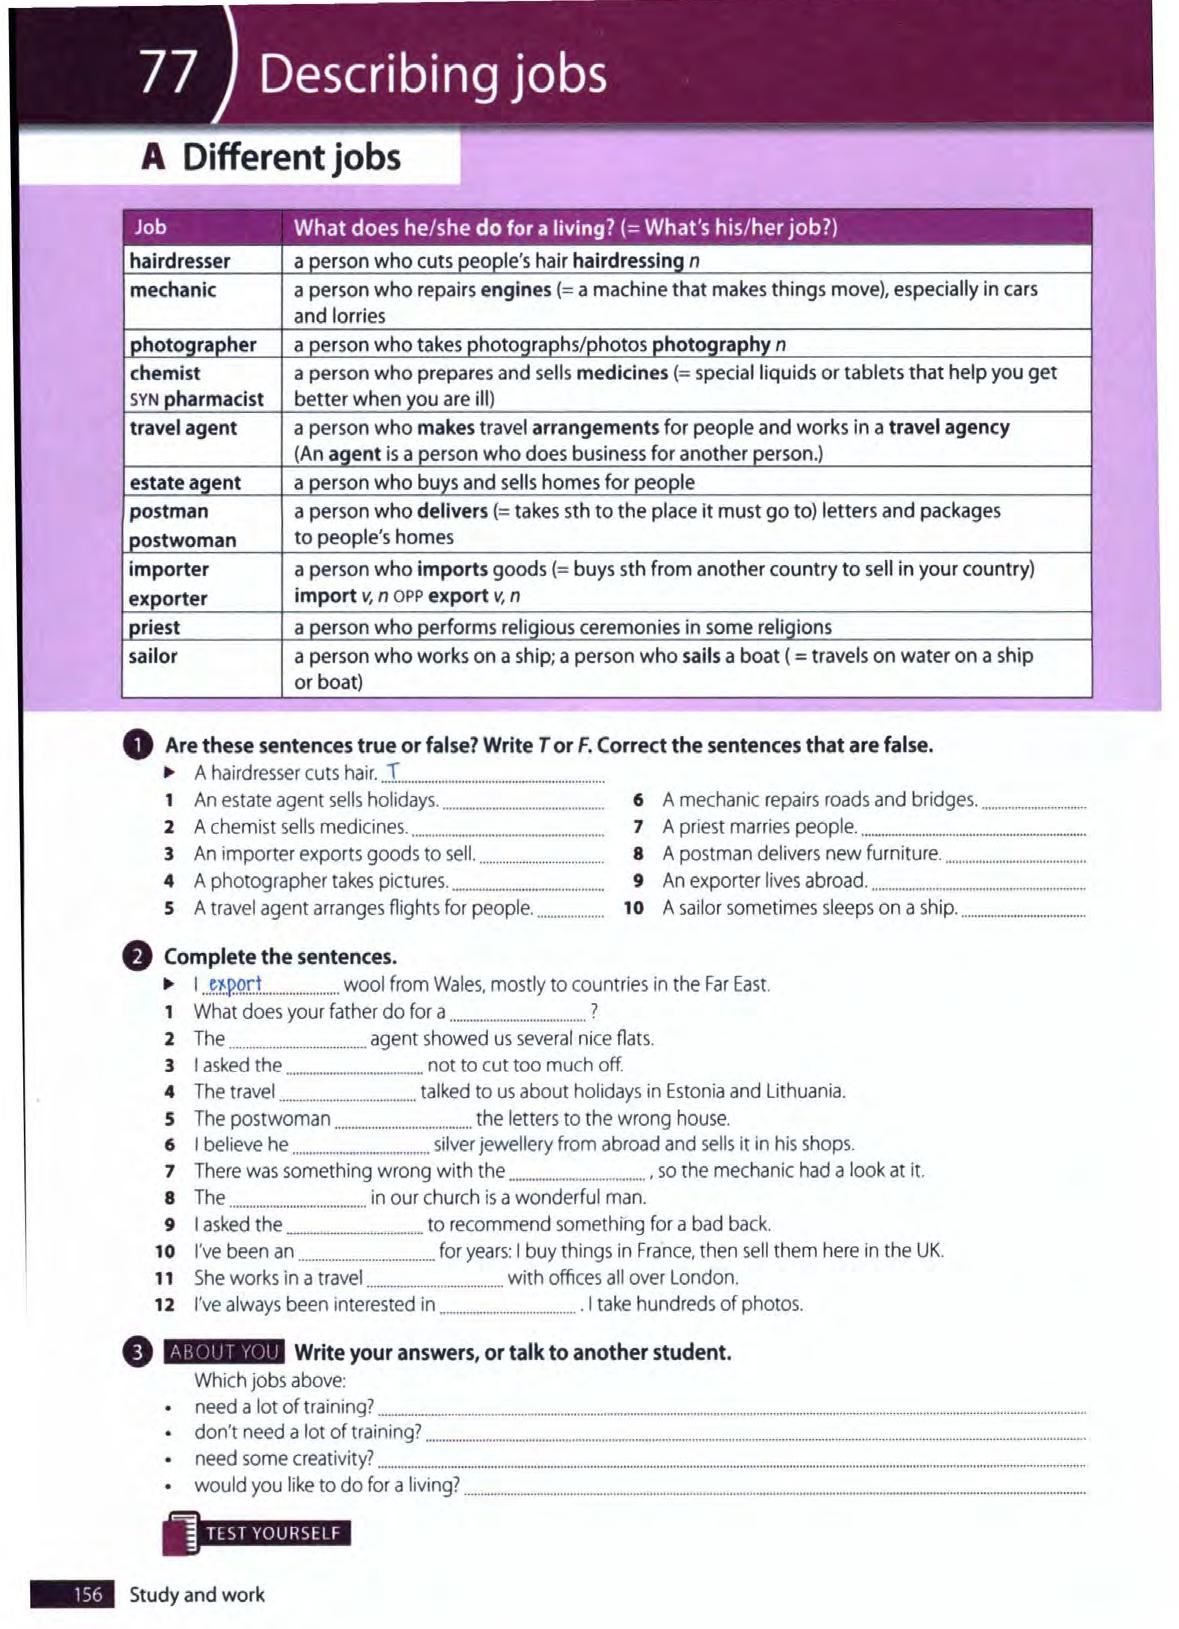 77 Describing jobs
A Different jobs
Job What does he/she do for a living? (= What's his/her job?)
hairdresser a person who cuts people's hair hairdressing n
mechanic a person who repairs engines (= a machine that makes things move), especially in cars
and lorries
photographer a person who takes photographs/photos photography n
chemist a person who prepares and sells medicines (= special liquids or tablets that help you get
SYN pharmacist better when you are ill)
travel agent a person who makes travel arrangements for people and works in a travel agency
(An agent is a person who does business for another person.)
estate agent a person who buys and sells homes for people
postman a person who delivers (= takes sth to the place it must go to) letters and packages
postwoman to people's homes
importer a person who imports goods (= buys sth from another country to sell in your country)
exporter import v, n OPP export v, n
priest a person who performs religious ceremonies in some religions
sailor a person who works on a ship; a person who sails a boat ( = travels on water on a ship
or boat)
1 Are these sentences true or false? Write T or F. Correct the sentences that are false.
► A hairdresser cuts hair. T
1 An estate agent sells holidays.
2 A chemist sells medicines.
3 An importer exports goods to sell.
4 A photographer takes pictures.
5 A travel agent arranges flights for people.
6 A mechanic repairs roads and bridges.
7 A priest marries people.
8 A postman delivers new furniture.
9 An exporter lives abroad.
10 A sailor sometimes sleeps on a ship.
2 Complete the sentences.
► I export wool from Wales, mostly to countries in the Far East.
1 What does your father do for a ?
2 The agent showed us several nice flats.
3 I asked the not to cut too much off.
4 The travel talked to us about holidays in Estonia and Lithuania.
5 The postwoman the letters to the wrong house.
6 I believe he silver jewellery from abroad and sells it in his shops.
7 There was something wrong with the , so the mechanic had a look at it.
8 The in our church is a wonderful man.
9 I asked the to recommend something for a bad back.
10 I've been an for years: I buy things in France, then sell them here in the UK.
11 She works in a travel with offices all over London.
12 I've always been interested in . I take hundreds of photos.
3 ABOUT YOU Write your answers, or talk to another student.
Which jobs above:
• need a lot of training?
• don't need a lot of training?
• need some creativity?
• would you like to do for a living?
TEST YOURSELF
156 Study and work